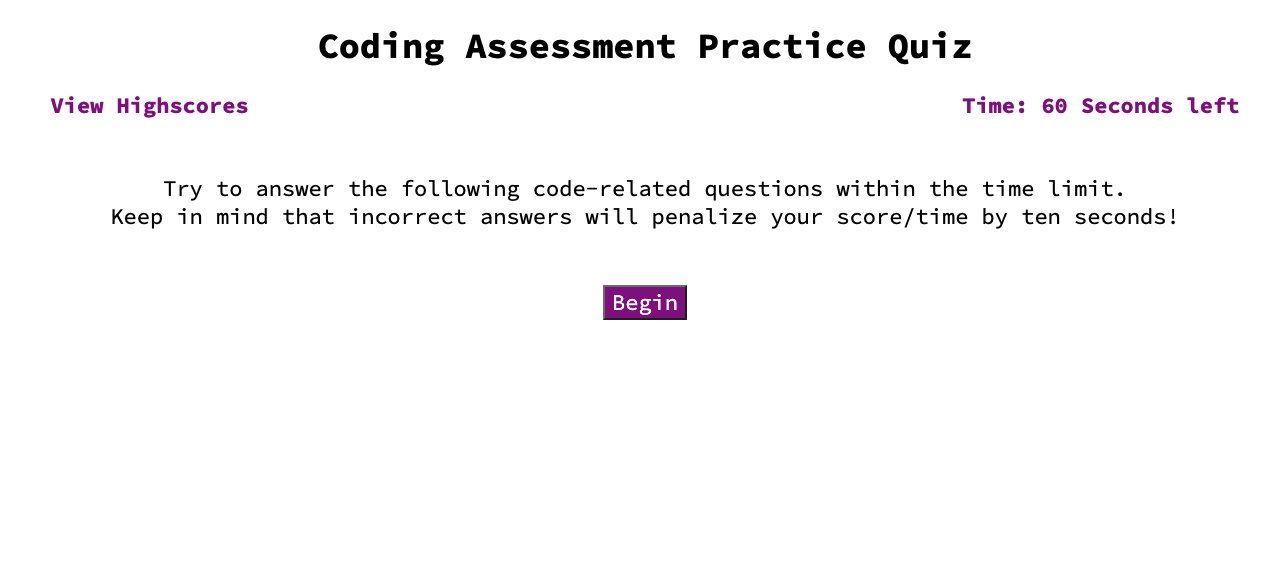 Coding Assessment Practice Quiz
View Highscores
Time: 60 Seconds left
Try to answer the following code-related questions within the time limit.
Keep in mind that incorrect answers will penalize your score/time by ten seconds!
Begin